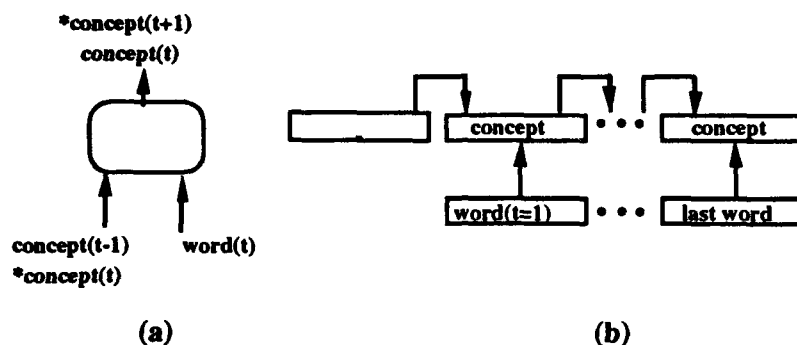 *concept(t+1)
concept(t)
concept(t-1)
word(t)
*concept(t)
(a)
concept
• • •
concept
word(t=1)
• • •
last word
(b)